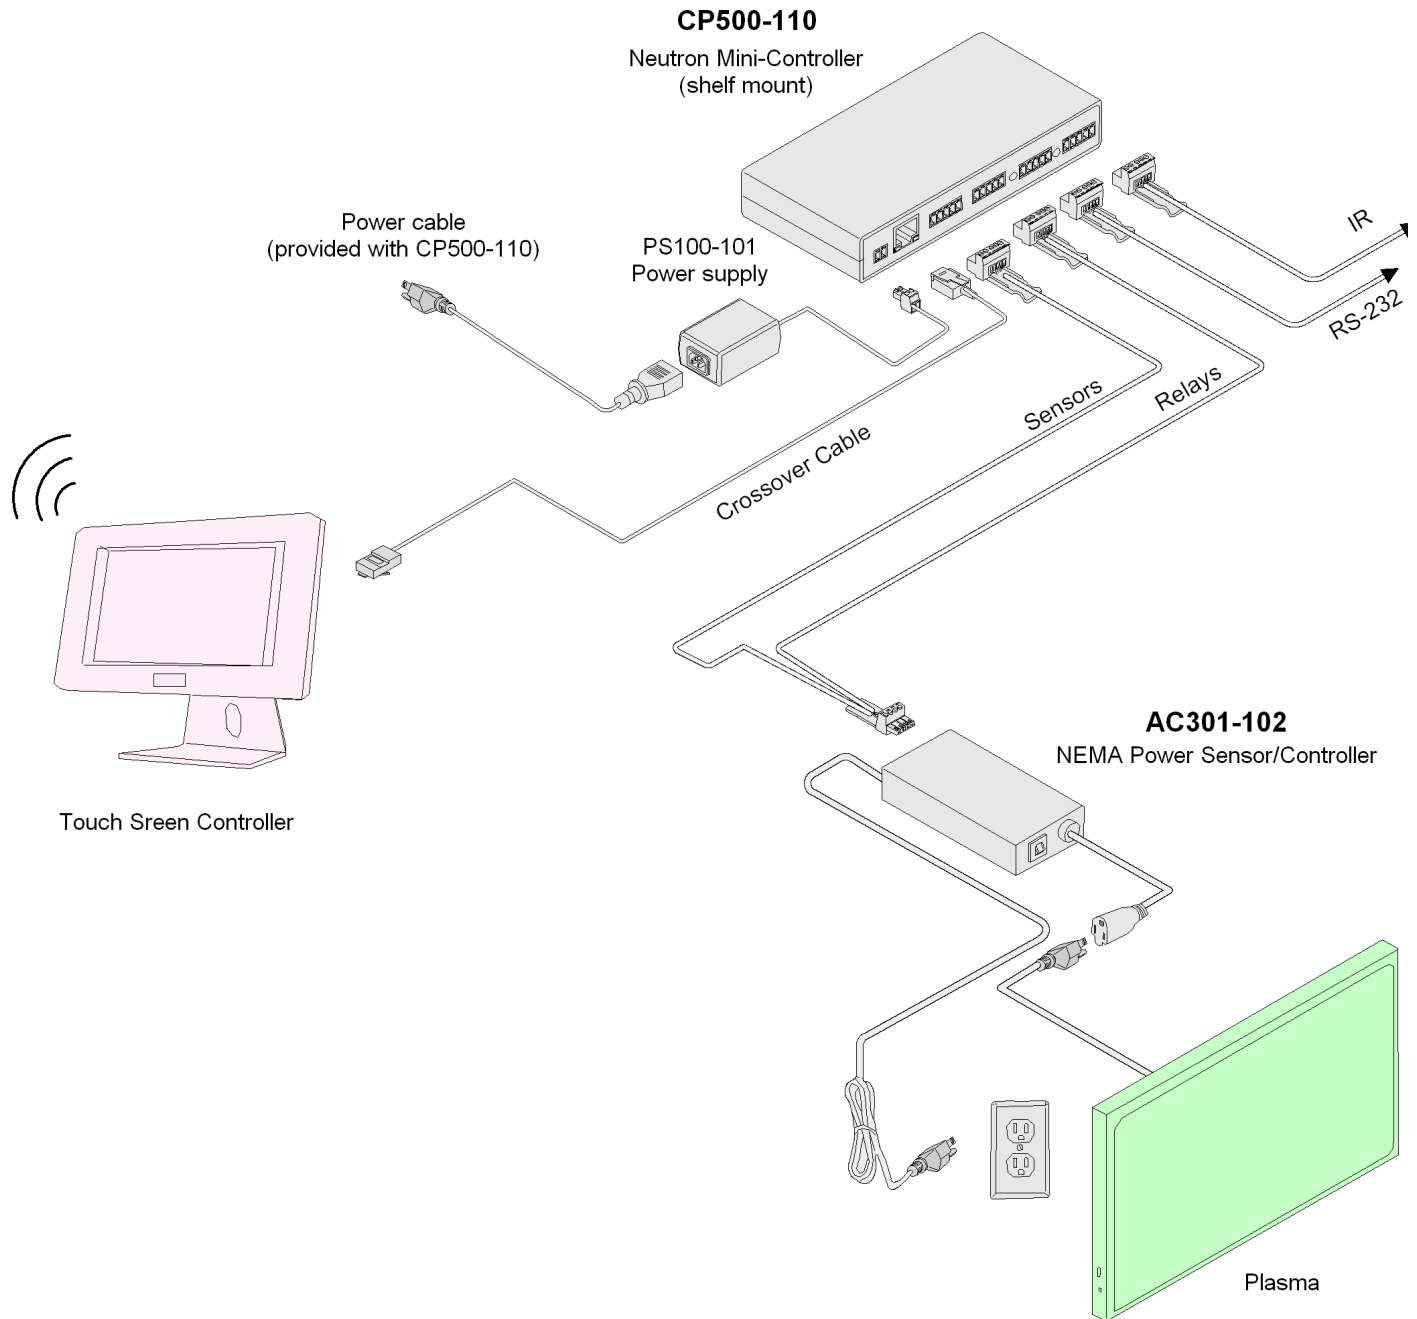 CP500-110
Neutron Mini-Controller
(shelf mount)
Power cable
(provided with CP500-110)
PS100-101
Power supply
IR
RS-232
Sensors
Relays
Crossover Cable
Touch Sreen Controller
AC301-102
NEMA Power Sensor/Controller
Plasma